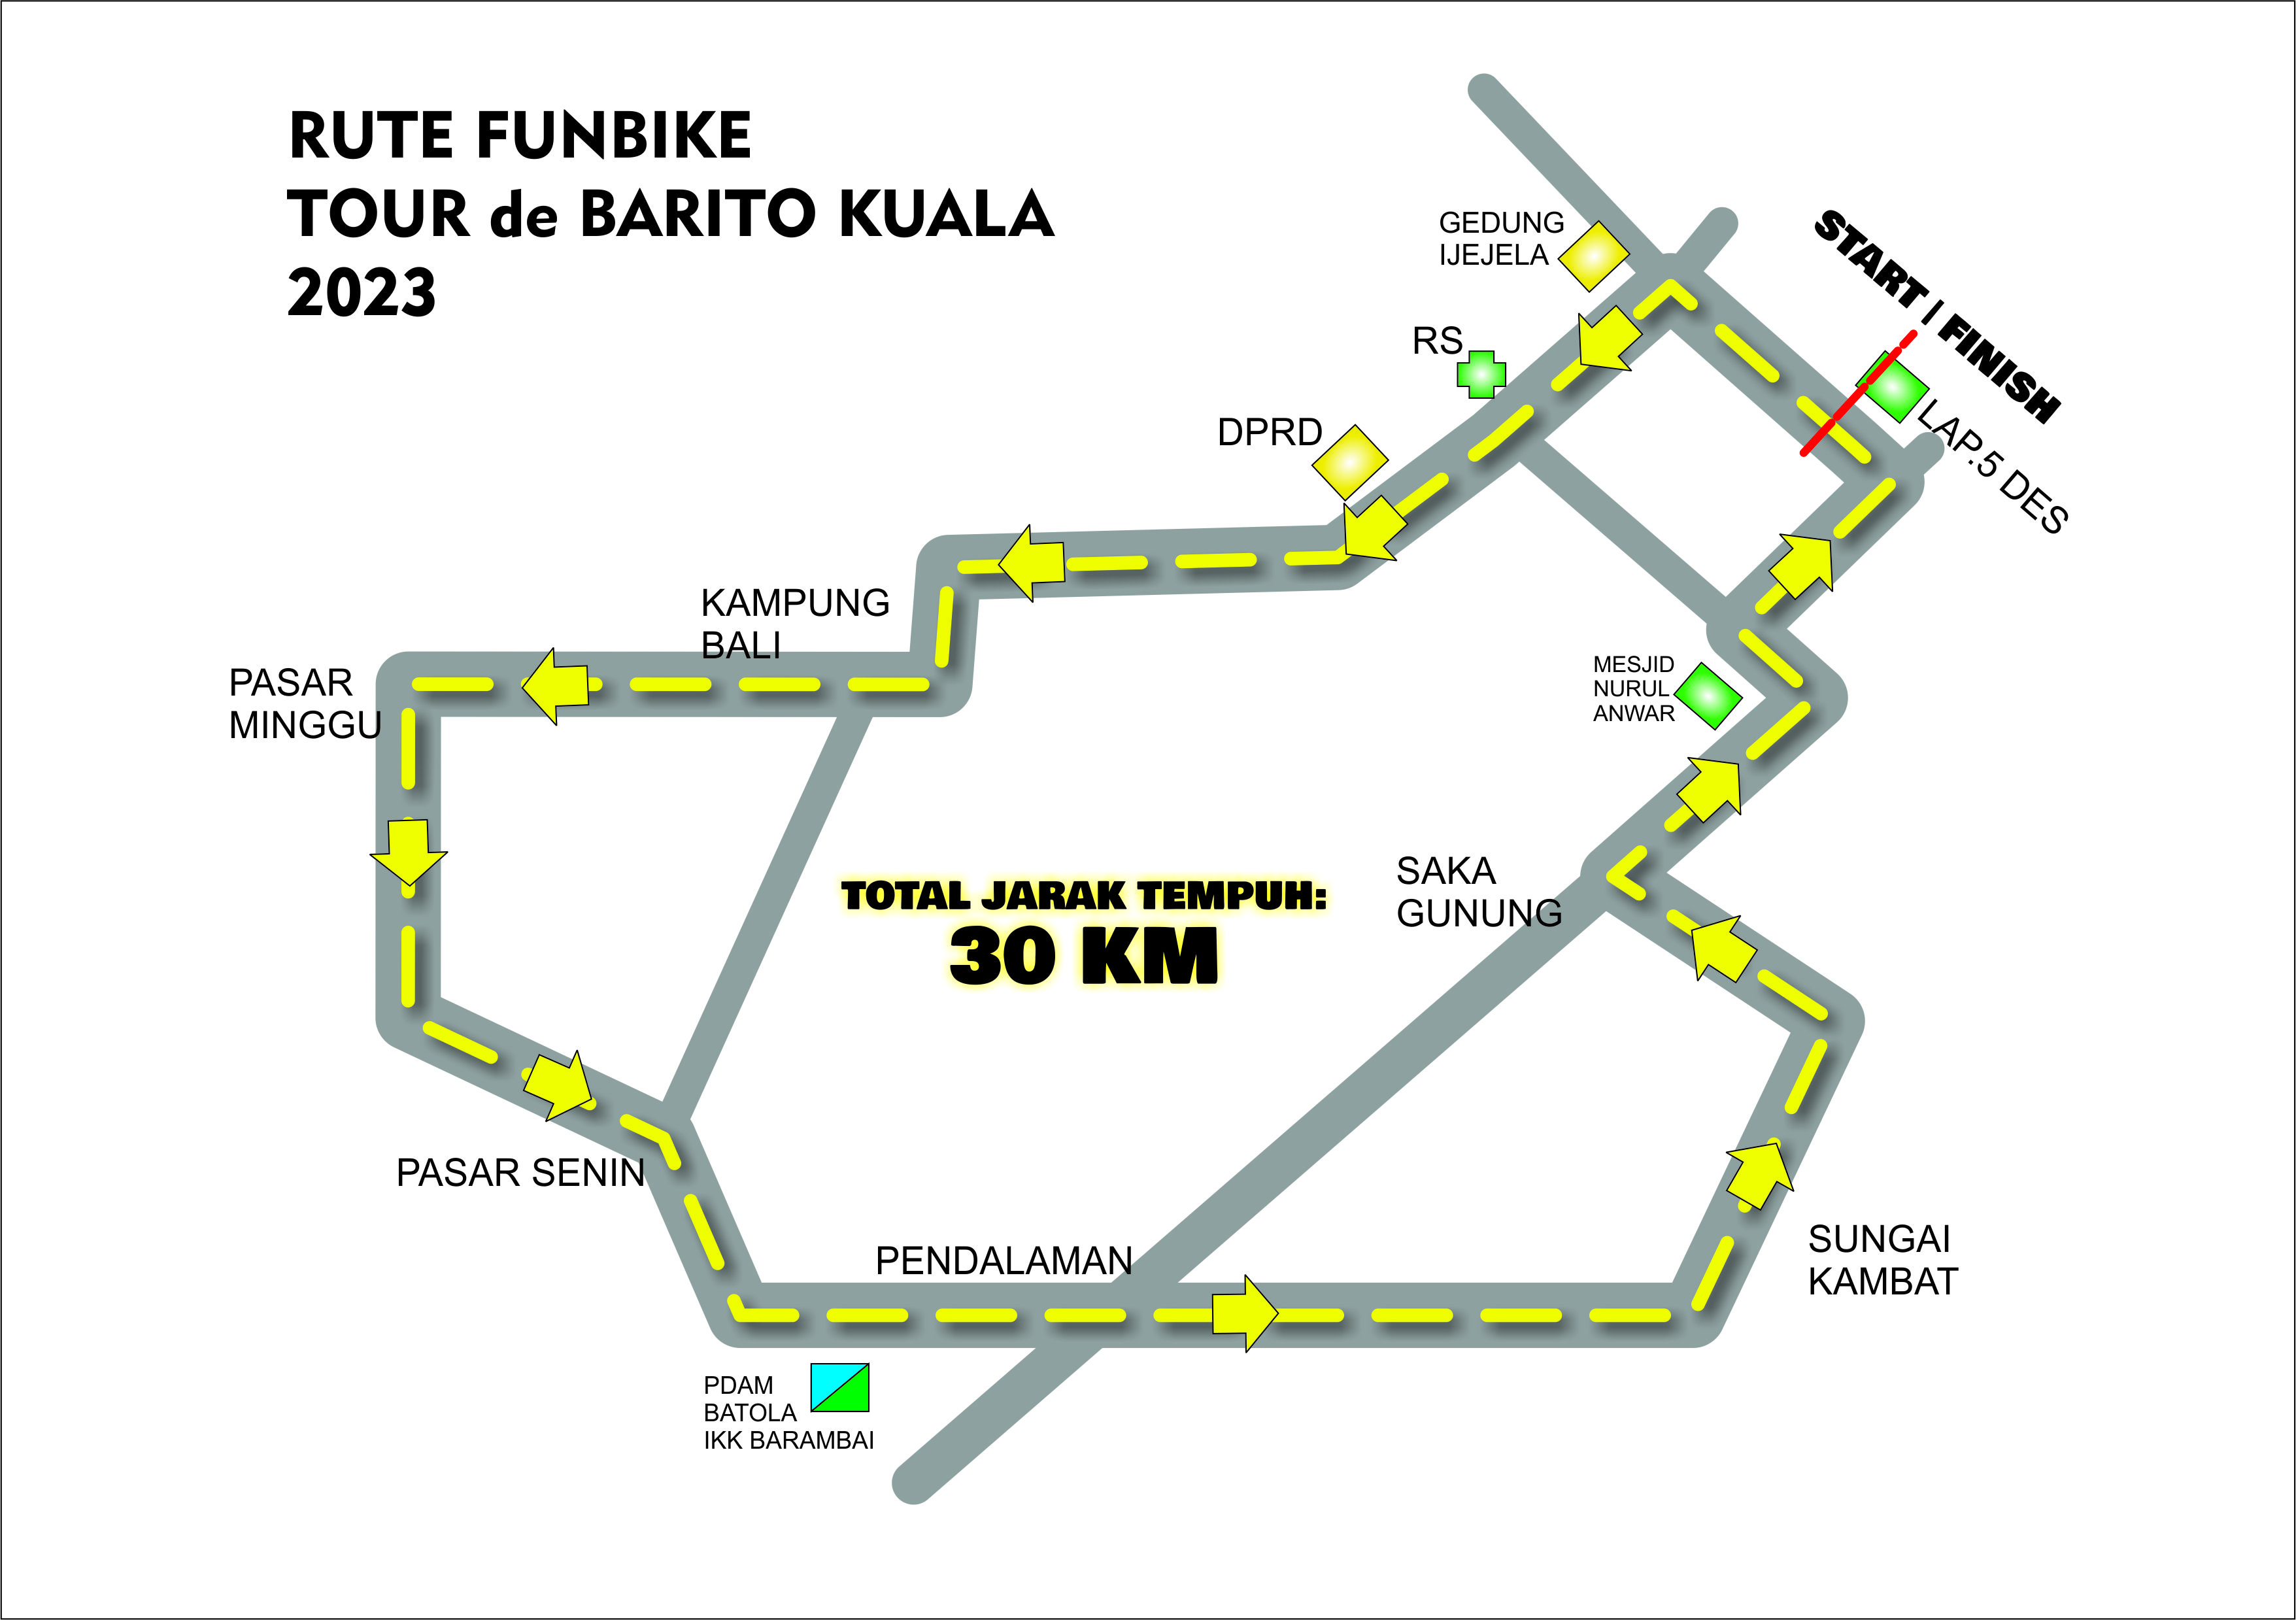 RUTE FUNBIKE
TOUR de BARITO KUALA
2023
GEDUNG
IJEJELA
START / FINISH
RS
DPRD
LAP.5 DES
KAMPUNG
BALI
PASAR
MINGGU
MESJID
NURUL
ANWAR
TOTAL JARAK TEMPUH:
30 KM
SAKA
GUNUNG
PASAR SENIN
PENDALAMAN
SUNGAI
KAMBAT
PDAM
BATOLA
IKK BARAMBAI